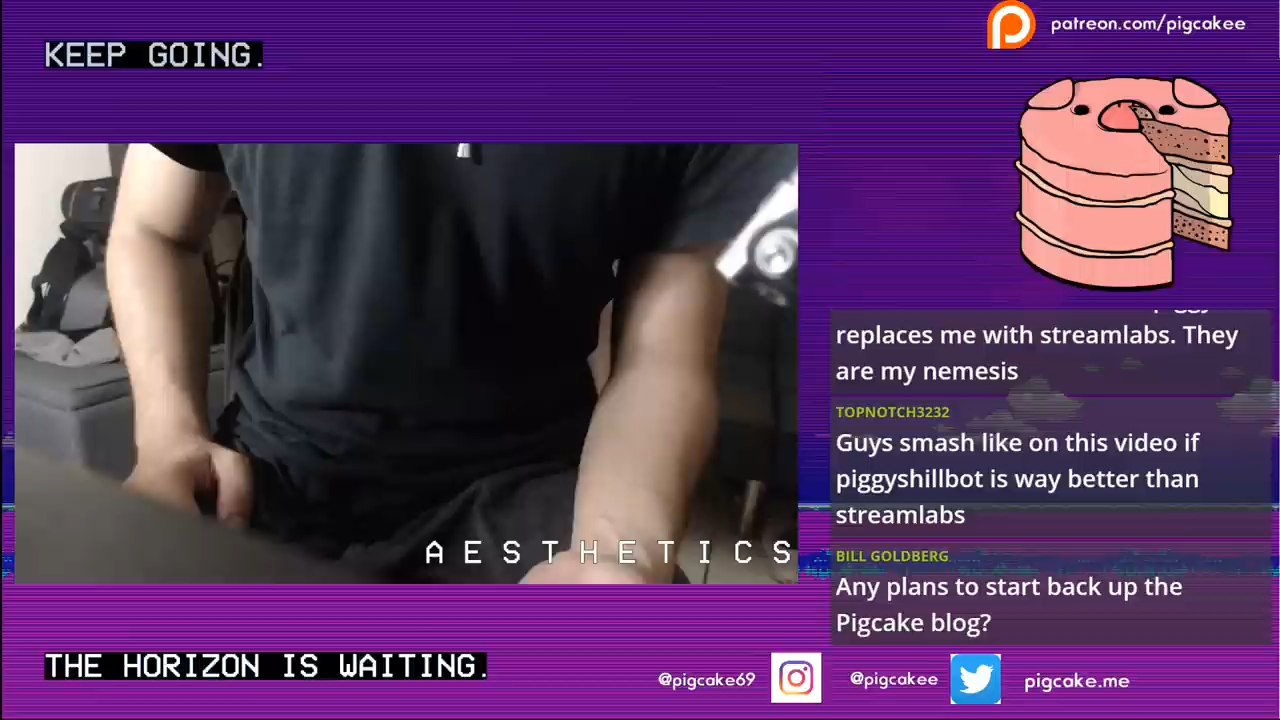 KEEP GOING.
patreon.com/pigcakee
replaces me with streamlabs. They
are my nemesis
TOPNOTCH3232
Guys smash like on this video if
piggyshillbot is way better than
streamlabs
BILL GOLDBERG
Any plans to start back up the
Pigcake blog?
AESTHETICS
THE HORIZON IS WAITING.
@pigcake69
@pigcakee
pigcake.me